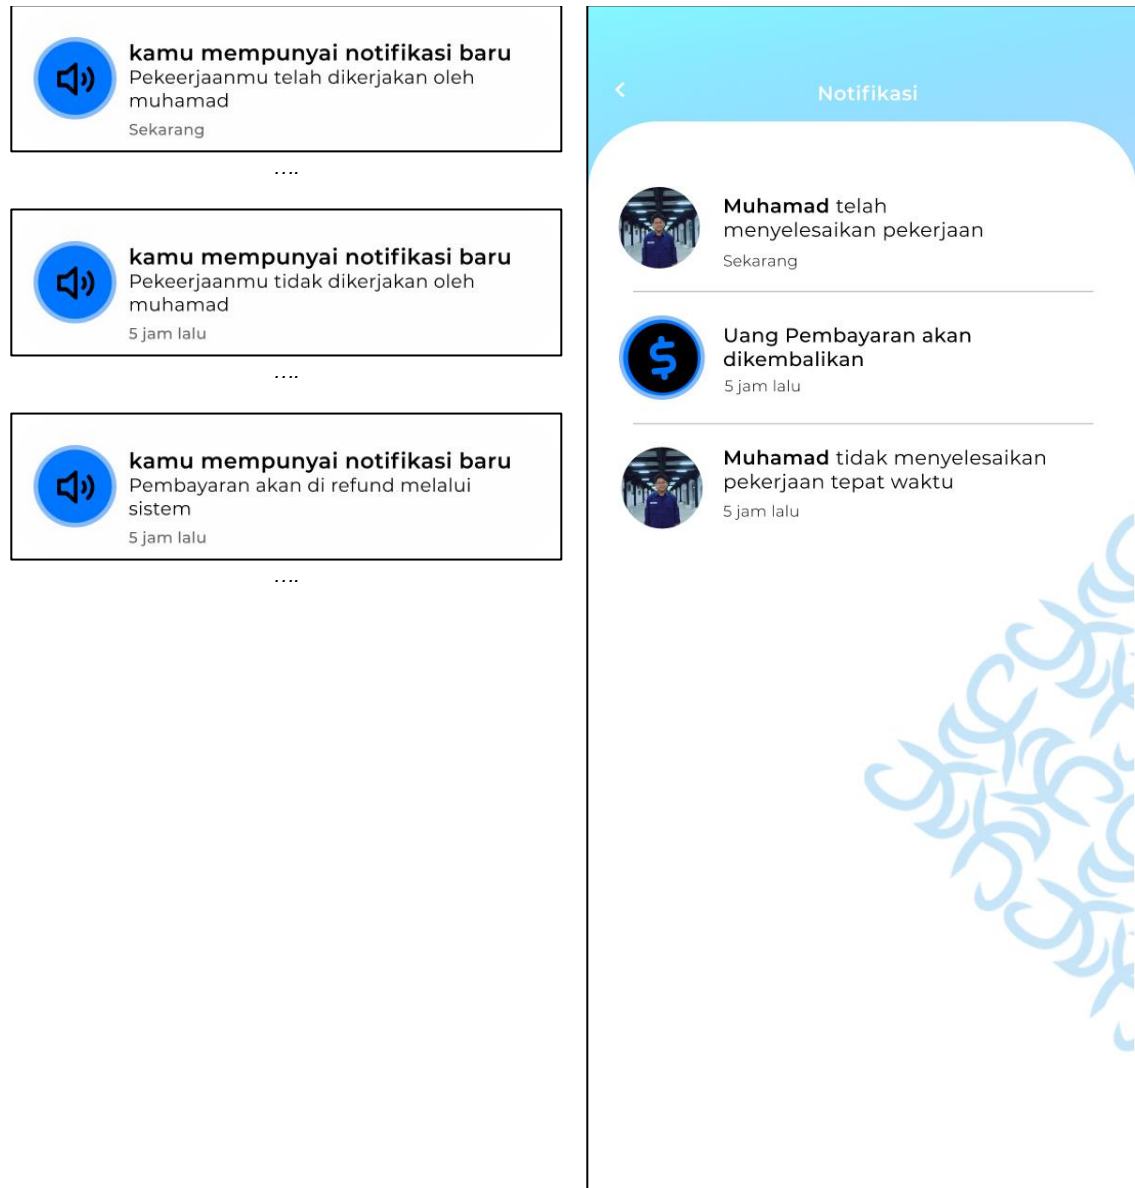 kamu mempunyai notifikasi baru
Pekeerjaanmu telah dikerjakan oleh
muhamad
Sekarang
....
kamu mempunyai notifikasi baru
Pekeerjaanmu tidak dikerjakan oleh
muhamad
5 jam lalu
....
kamu mempunyai notifikasi baru
Pembayaran akan di refund melalui
sistem
5 jam lalu
....
Notifikasi
Muhamad telah
menyelesaikan pekerjaan
Sekarang
Uang Pembayaran akan
dikembalikan
5 jam lalu
Muhamad tidak menyelesaikan
pekerjaan tepat waktu
5 jam lalu